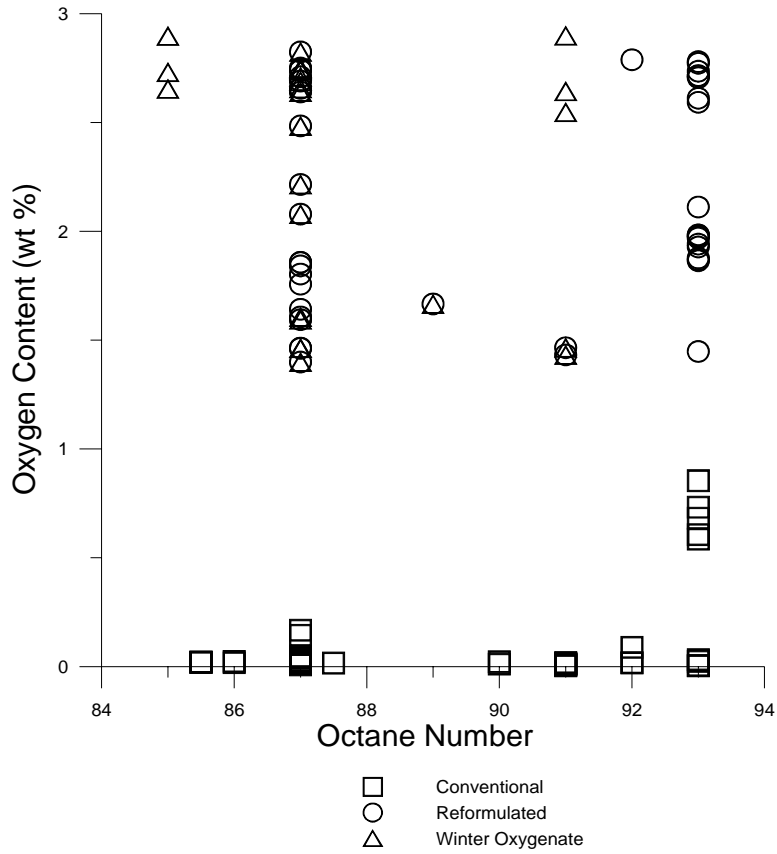 3
2
1
0
Oxygen Content (wt %)
84 86 88 90 92 94
Octane Number
Conventional
Reformulated
Winter Oxygenate